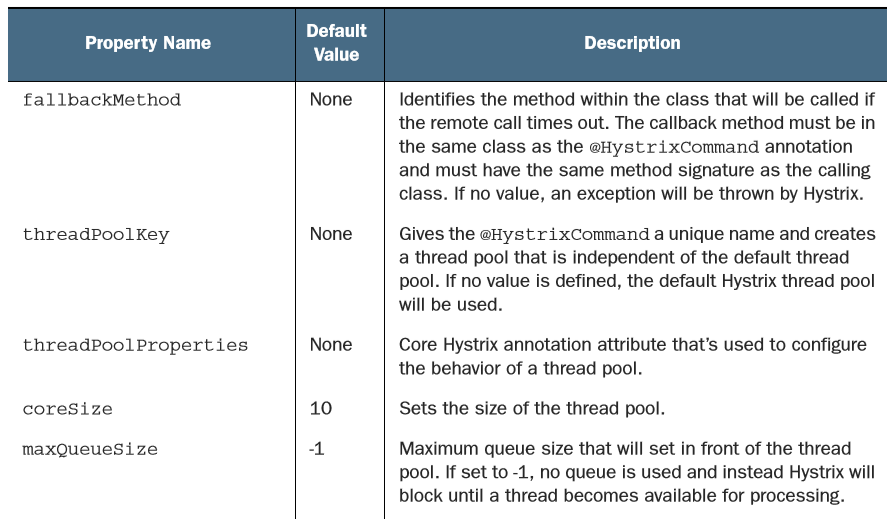 Property Name Default Value Description
fallbackMethod None Identifies the method within the class that will be called if
the remote call times out. The callback method must be in
the same class as the @HystrixCommand annotation
and must have the same method signature as the calling
class. If no value, an exception will be thrown by Hystrix.
threadPoolKey None Gives the @HystrixCommand a unique name and creates
a thread pool that is independent of the default thread
pool. If no value is defined, the default Hystrix thread pool
will be used.
threadPoolProperties None Core Hystrix annotation attribute that's used to configure
the behavior of a thread pool.
coreSize 10 Sets the size of the thread pool.
maxQueueSize -1 Maximum queue size that will set in front of the thread
pool. If set to -1, no queue is used and instead Hystrix will
block until a thread becomes available for processing.